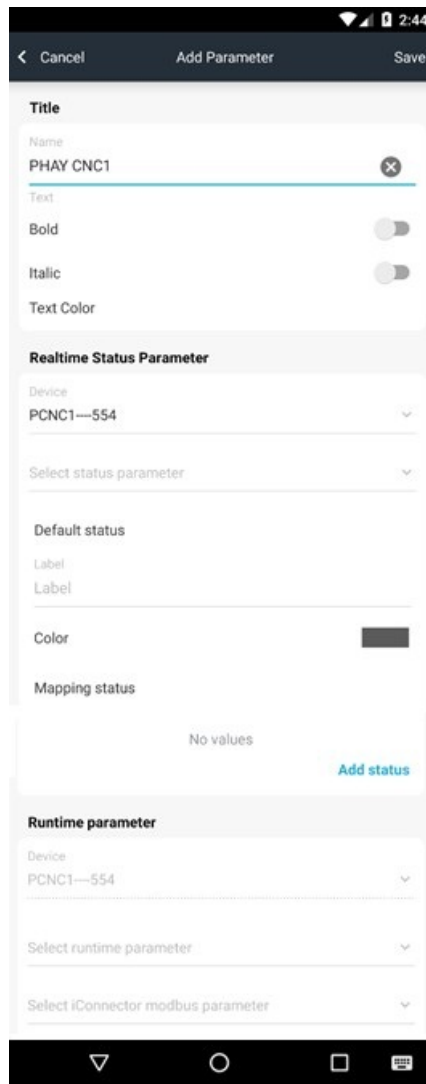 2:44
Cancel
Add Parameter
Save
Title
Name
PHAY CNC1
Text
Bold
Italic
Text Color
Realtime Status Parameter
Device
PCNC1---554
Select status parameter
Default status
Label
Label
Color
Mapping status
No values
Add status
Runtime parameter
Device
PCNC1---554
Select runtime parameter
Select iConnector modbus parameter